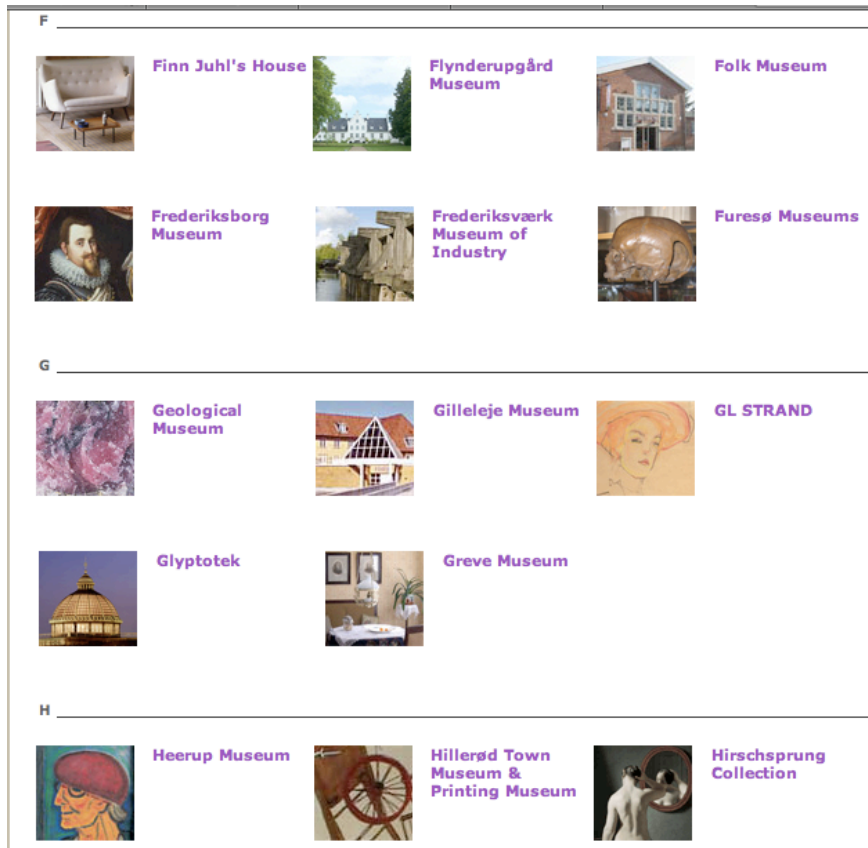 F
Finn Juhl's House
Flynderupgård
Museum
Folk Museum
Frederiksborg
Museum
Frederiksværk
Museum of
Industry
Furesø Museums
G
Geological
Museum
Gilleleje Museum
GL STRAND
Glyptotek
Greve Museum
H
Heerup Museum
Hillerød Town
Museum &
Printing Museum
Hirschsprung
Collection